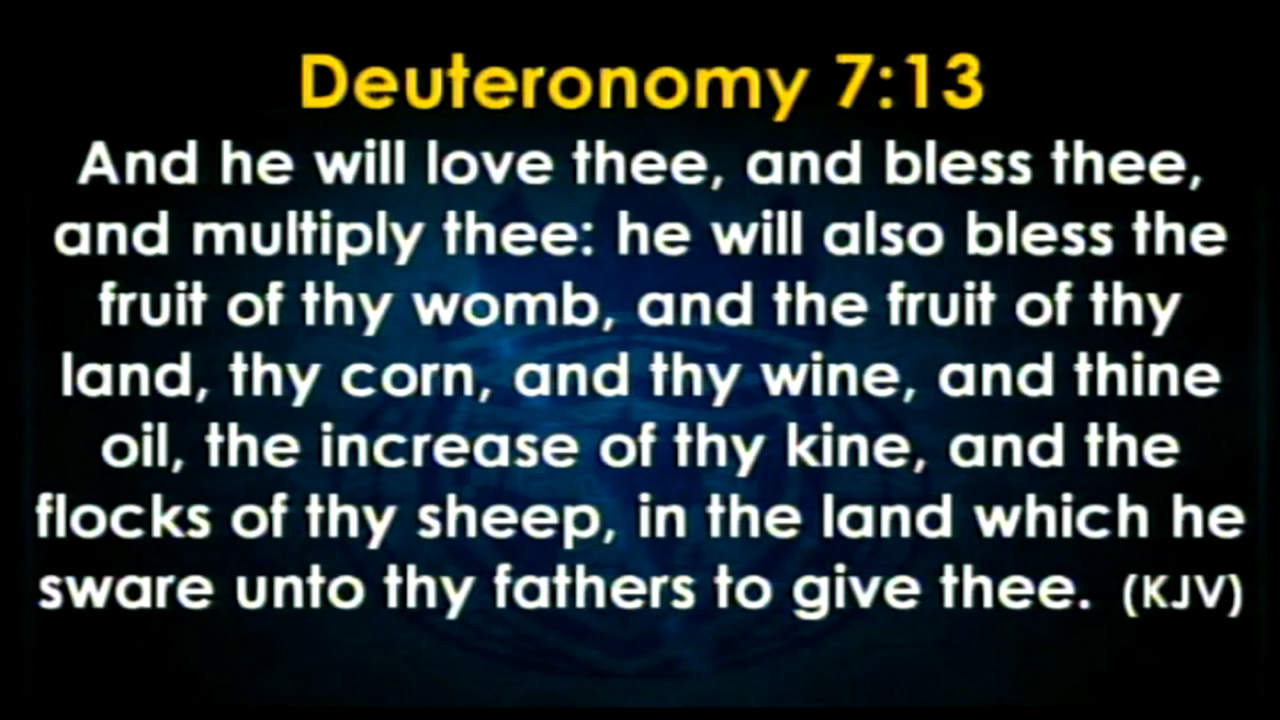 Deuteronomy 7:13
And he will love thee, and bless thee,
and multiply thee: he will also bless the
fruit of thy womb, and the fruit of thy
land, thy corn, and thy wine, and thine
oil, the increase of thy kine, and the
flocks of thy sheep, in the land which he
sware unto thy fathers to give thee. (KJV)